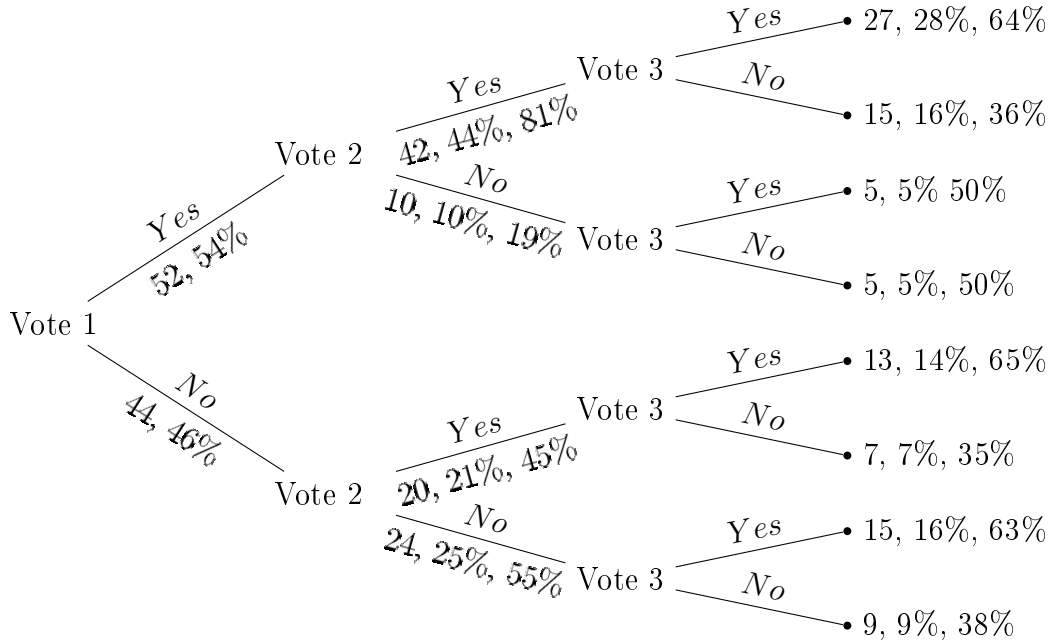 Yes
27, 28%, 64%
Vote 3
Yes
No
15, 16%, 36%
42, 44%, 81%
Vote 2
No
Yes
5, 5% 50%
10, 10%, 19%
Vote 3
Yes
No
5, 5%, 50%
52, 54%
Vote 1
Yes
13, 14%, 65%
No
Vote 3
44, 46%
Yes
No
7, 7%, 35%
20, 21%, 45%
Vote 2
No
Yes
15, 16%, 63%
24, 25%, 55%
Vote 3
No
9, 9%, 38%